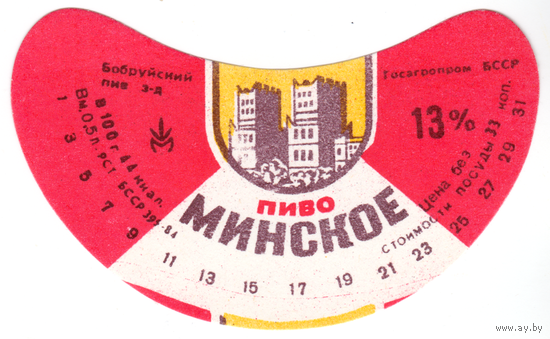 Бобруйский
пив з-д
В 100 г 44 ккал.
Вм. 0,5 л. РСТ БССР 394-84
Госагропром БССР
13%
Цена без
стоимости посуды 33 коп.
ПИВО
МИНСКОЕ
1 3 5 7 9 11 13 15 17 19 21 23 25 27 29 31
www.ay.by